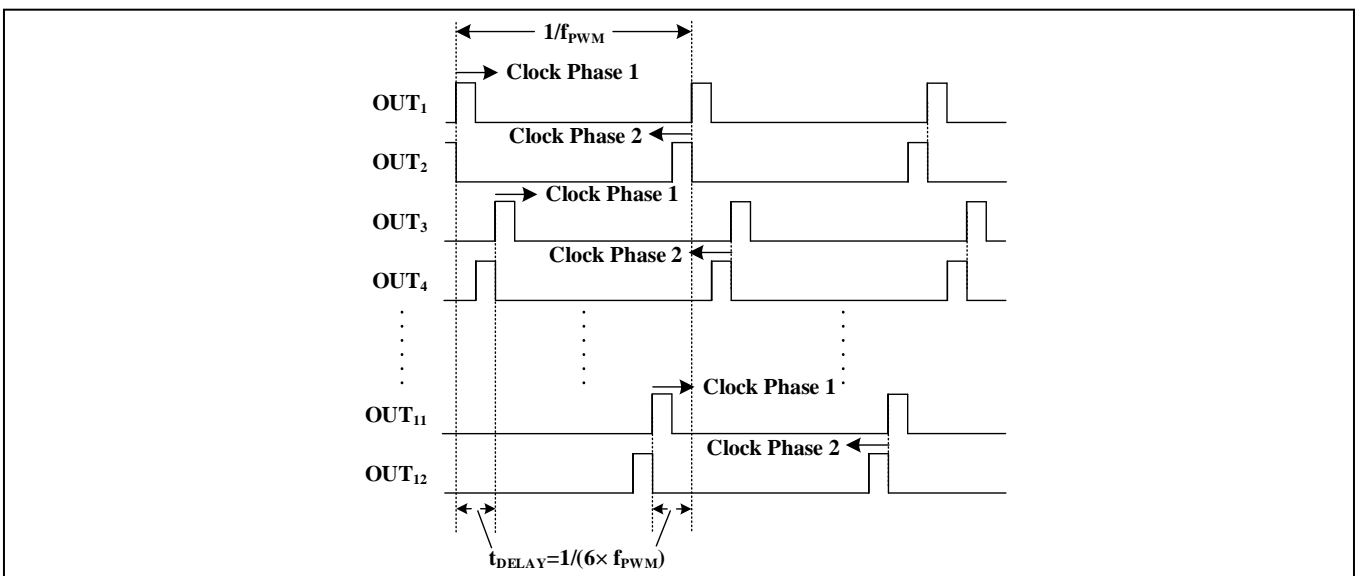 1/fPWM
Clock Phase 1
OUT1
Clock Phase 2
OUT2
Clock Phase 1
OUT3
Clock Phase 2
OUT4
Clock Phase 1
OUT11
Clock Phase 2
OUT12
tDELAY=1/(6× fPWM)